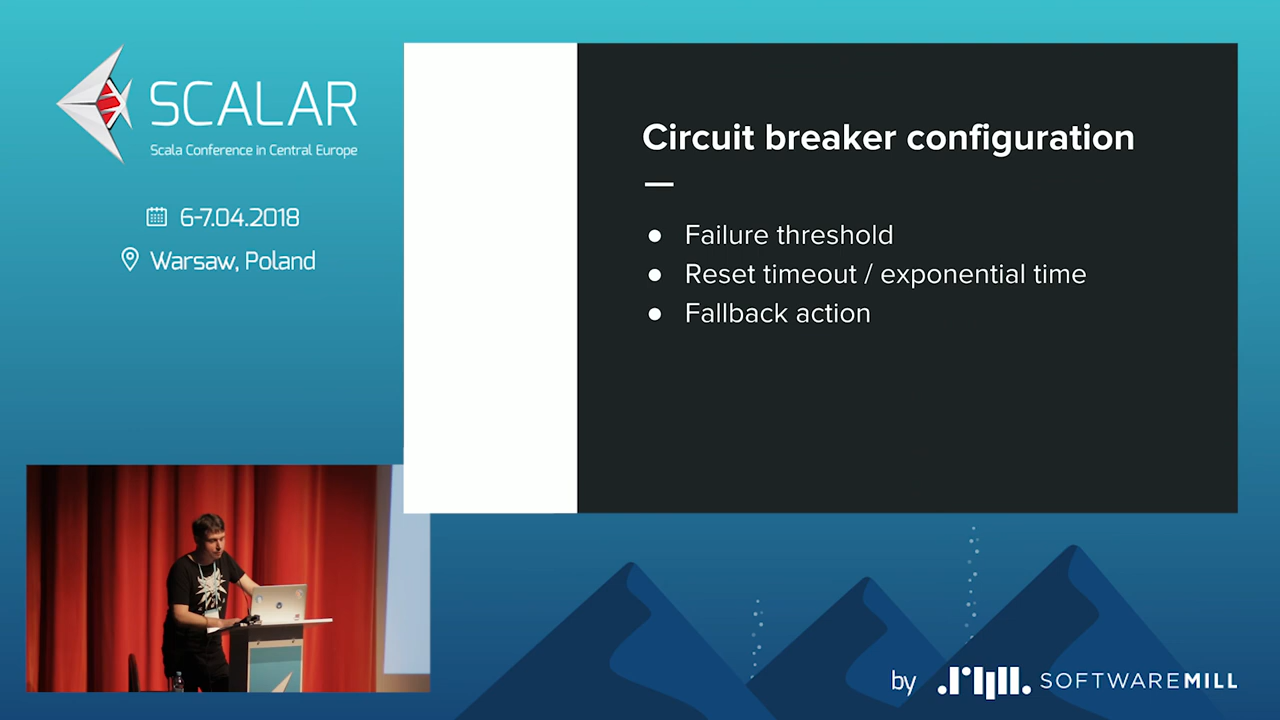 SCALAR
Scala Conference in Central Europe
6-7.04.2018
Warsaw, Poland
Circuit breaker configuration
● Failure threshold
● Reset timeout / exponential time
● Fallback action
by SOFTWAREMILL